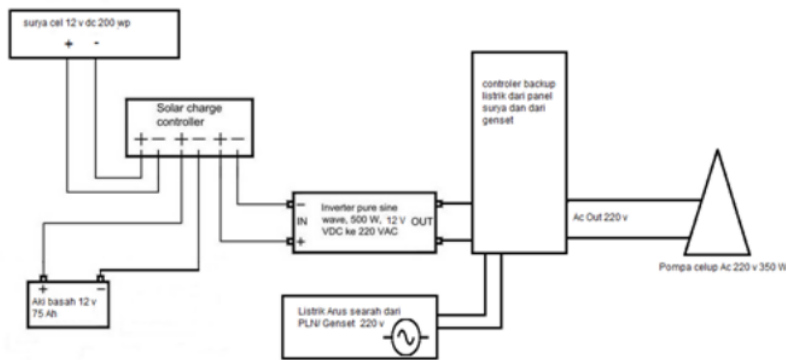 surya cel 12 v dc 200 wp
+ -
Solar charge
controller
+ - + - + -
controler backup
listrik dari panel
surya dan dari
genset
- Inverter pure sine
IN wave, 500 W, 12 V OUT
+ VDC ke 220 VAC
Ac Out 220 v
Pompa celup Ac 220 v 350 W
+ -
Aki basah 12 v
75 Ah
Listrik Arus searah dari
PLN/ Genset 220 v